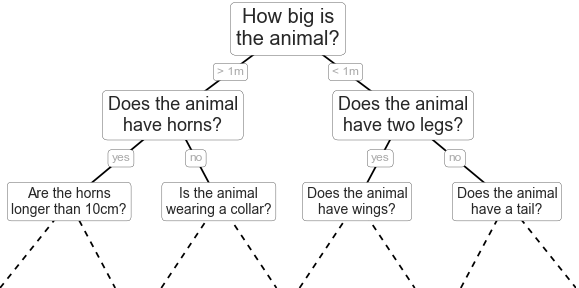 How big is
the animal?
> 1m
< 1m
Does the animal
have horns?
Does the animal
have two legs?
yes
no
yes
no
Are the horns
longer than 10cm?
Is the animal
wearing a collar?
Does the animal
have wings?
Does the animal
have a tail?